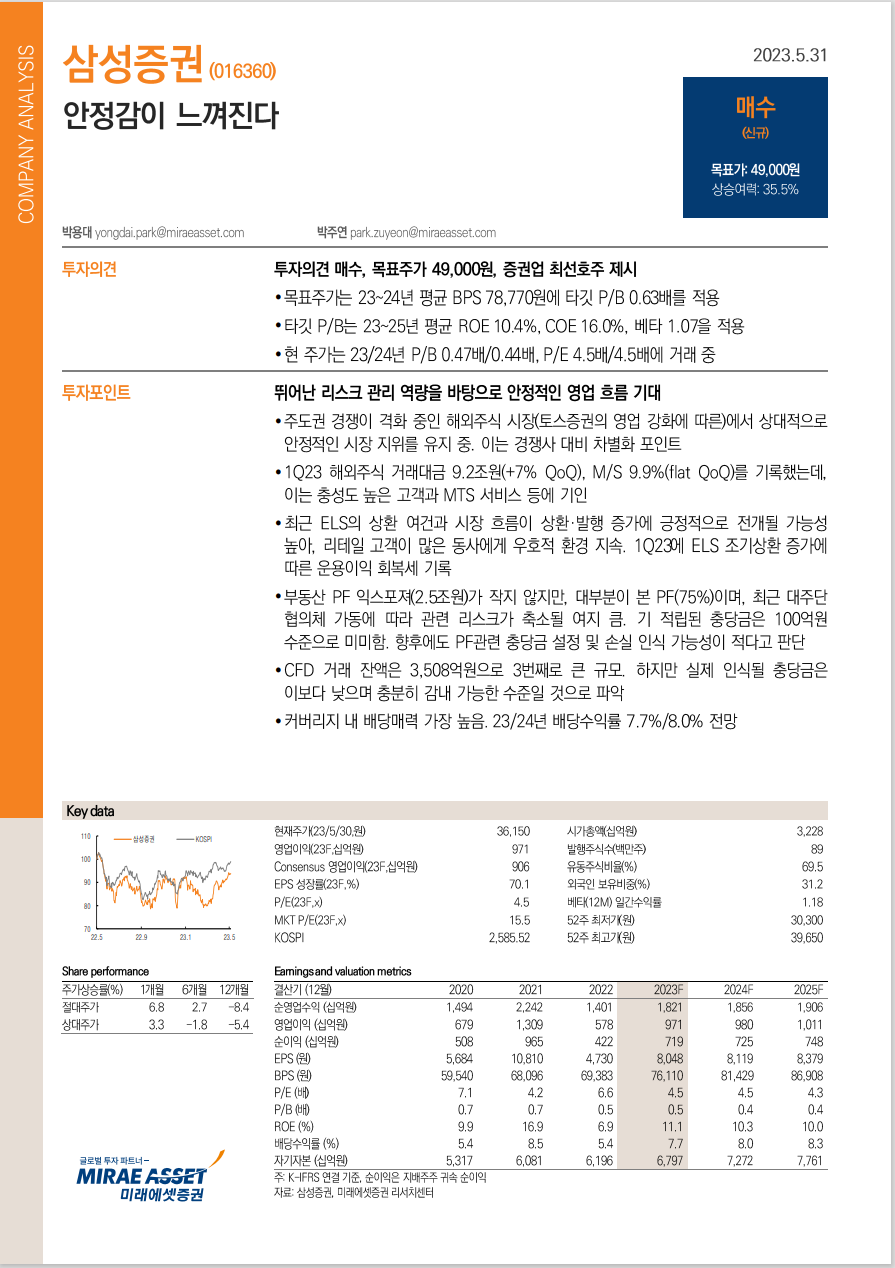 COMPANY ANALYSIS
삼성증권 (016360)
안정감이 느껴진다
2023.5.31
매수
(신규)
목표가: 49,000원
상승여력: 35.5%
박용대 yongdai.park@miraeasset.com 박주연 park.zuyeon@miraeasset.com
투자의견
투자의견 매수, 목표주가 49,000원, 증권업 최선호주 제시
•목표주가는 23~24년 평균 BPS 78,770원에 타깃 P/B 0.63배를 적용
•타깃 P/B는 23~25년 평균 ROE 10.4%, COE 16.0%, 베타 1.07을 적용
•현 주가는 23/24년 P/B 0.47배/0.44배, P/E 4.5배/4.5배에 거래 중
투자포인트
뛰어난 리스크 관리 역량을 바탕으로 안정적인 영업 흐름 기대
•주도권 경쟁이 격화 중인 해외주식 시장(토스증권의 영업 강화에 따른)에서 상대적으로
안정적인 시장 지위를 유지 중. 이는 경쟁사 대비 차별화 포인트
•1Q23 해외주식 거래대금 9.2조원(+7% QoQ), M/S 9.9%(flat QoQ)를 기록했는데,
이는 충성도 높은 고객과 MTS 서비스 등에 기인
•최근 ELS의 상환 여건과 시장 흐름이 상환·발행 증가에 긍정적으로 전개될 가능성
높아, 리테일 고객이 많은 동사에게 우호적 환경 지속. 1Q23에 ELS 조기상환 증가에
따른 운용이익 회복세 기록
•부동산 PF 익스포져(2.5조원)가 작지 않지만, 대부분이 본 PF(75%)이며, 최근 대주단
협의체 가동에 따라 관련 리스크가 축소될 여지 큼. 기 적립된 충당금은 100억원
수준으로 미미함. 향후에도 PF관련 충당금 설정 및 손실 인식 가능성이 적다고 판단
•CFD 거래 잔액은 3,508억원으로 3번째로 큰 규모. 하지만 실제 인식될 충당금은
이보다 낮으며 충분히 감내 가능한 수준일 것으로 파악
•커버리지 내 배당매력 가장 높음. 23/24년 배당수익률 7.7%/8.0% 전망
Key data
삼성증권 KOSPI
110
100
90
80
70
22.5 22.9 23.1 23.5
현재주가(23/5/30,원) 36,150 시가총액(십억원) 3,228
영업이익(23F,십억원) 971 발행주식수(백만주) 89
Consensus 영업이익(23F,십억원) 906 유동주식비율(%) 69.5
EPS 성장률(23F,%) 70.1 외국인 보유비중(%) 31.2
P/E(23F,x) 4.5 베타(12M) 일간수익률 1.18
MKT P/E(23F,x) 15.5 52주 최저가(원) 30,300
KOSPI 2,585.52 52주 최고가(원) 39,650
Share performance
주가상승률(%) 1개월 6개월 12개월
절대주가 6.8 2.7 -8.4
상대주가 3.3 -1.8 -5.4
Earnings and valuation metrics
결산기 (12월) 2020 2021 2022 2023F 2024F 2025F
순영업수익 (십억원) 1,494 2,242 1,401 1,821 1,856 1,906
영업이익 (십억원) 679 1,309 578 971 980 1,011
순이익 (십억원) 508 965 422 719 725 748
EPS (원) 5,684 10,810 4,730 8,048 8,119 8,379
BPS (원) 59,540 68,096 69,383 76,110 81,429 86,908
P/E (배) 7.1 4.2 6.6 4.5 4.5 4.3
P/B (배) 0.7 0.7 0.5 0.5 0.4 0.4
ROE (%) 9.9 16.9 6.9 11.1 10.3 10.0
배당수익률 (%) 5.4 8.5 5.4 7.7 8.0 8.3
자기자본 (십억원) 5,317 6,081 6,196 6,797 7,272 7,761
주: K-IFRS 연결 기준, 순이익은 지배주주 귀속 순이익
자료: 삼성증권, 미래에셋증권 리서치센터
글로벌 투자 파트너 –
MIRAE ASSET
미래에셋증권